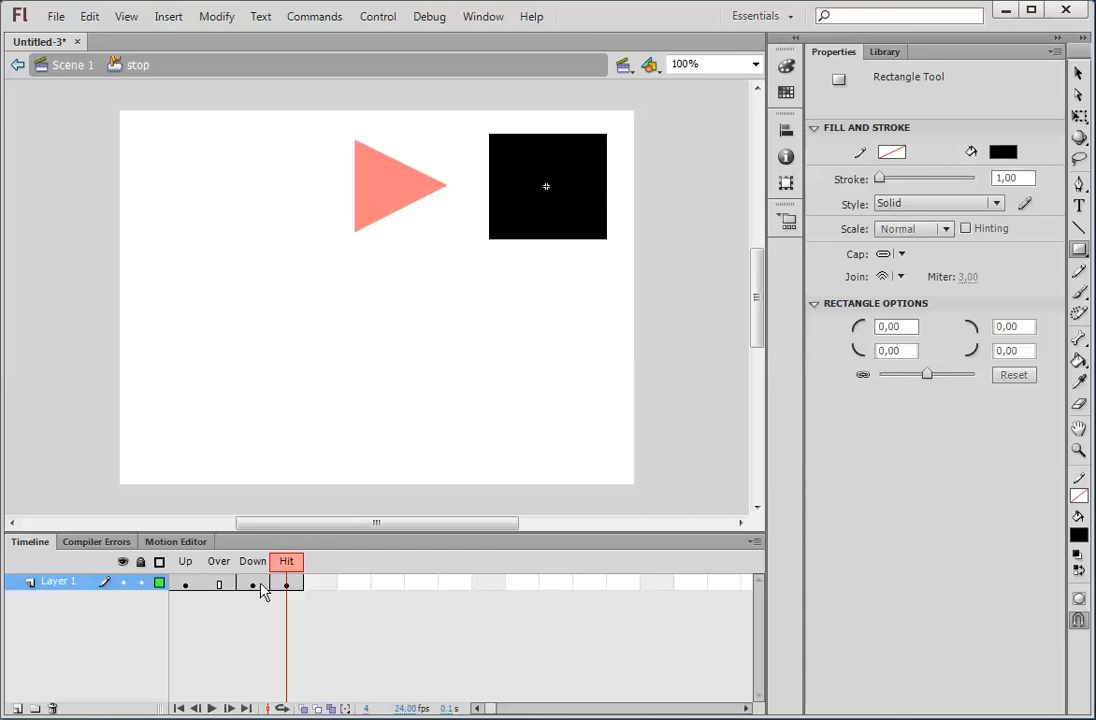 Fl File Edit View Insert Modify Text Commands Control Debug Window Help Essentials
Untitled-3* ×
Scene 1 stop 100%
Properties Library
Rectangle Tool
FILL AND STROKE
Stroke: 1,00
Style: Solid
Scale: Normal Hinting
Cap:
Join: Miter: 3,00
RECTANGLE OPTIONS
0,00 0,00
0,00 0,00
Reset
Timeline Compiler Errors Motion Editor
Up Over Down Hit
Layer 1
4 24.00 fps 0.1 s